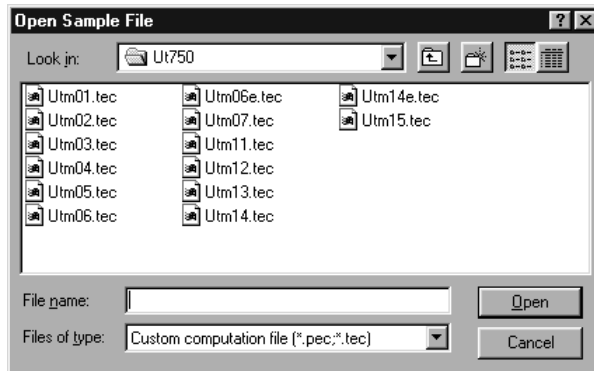 Open Sample File
Look in: Ut750
Utm01.tec Utm06e.tec Utm14e.tec
Utm02.tec Utm07.tec Utm15.tec
Utm03.tec Utm11.tec
Utm04.tec Utm12.tec
Utm05.tec Utm13.tec
Utm06.tec Utm14.tec
File name: Open
Files of type: Custom computation file (*.pec;*.tec) Cancel